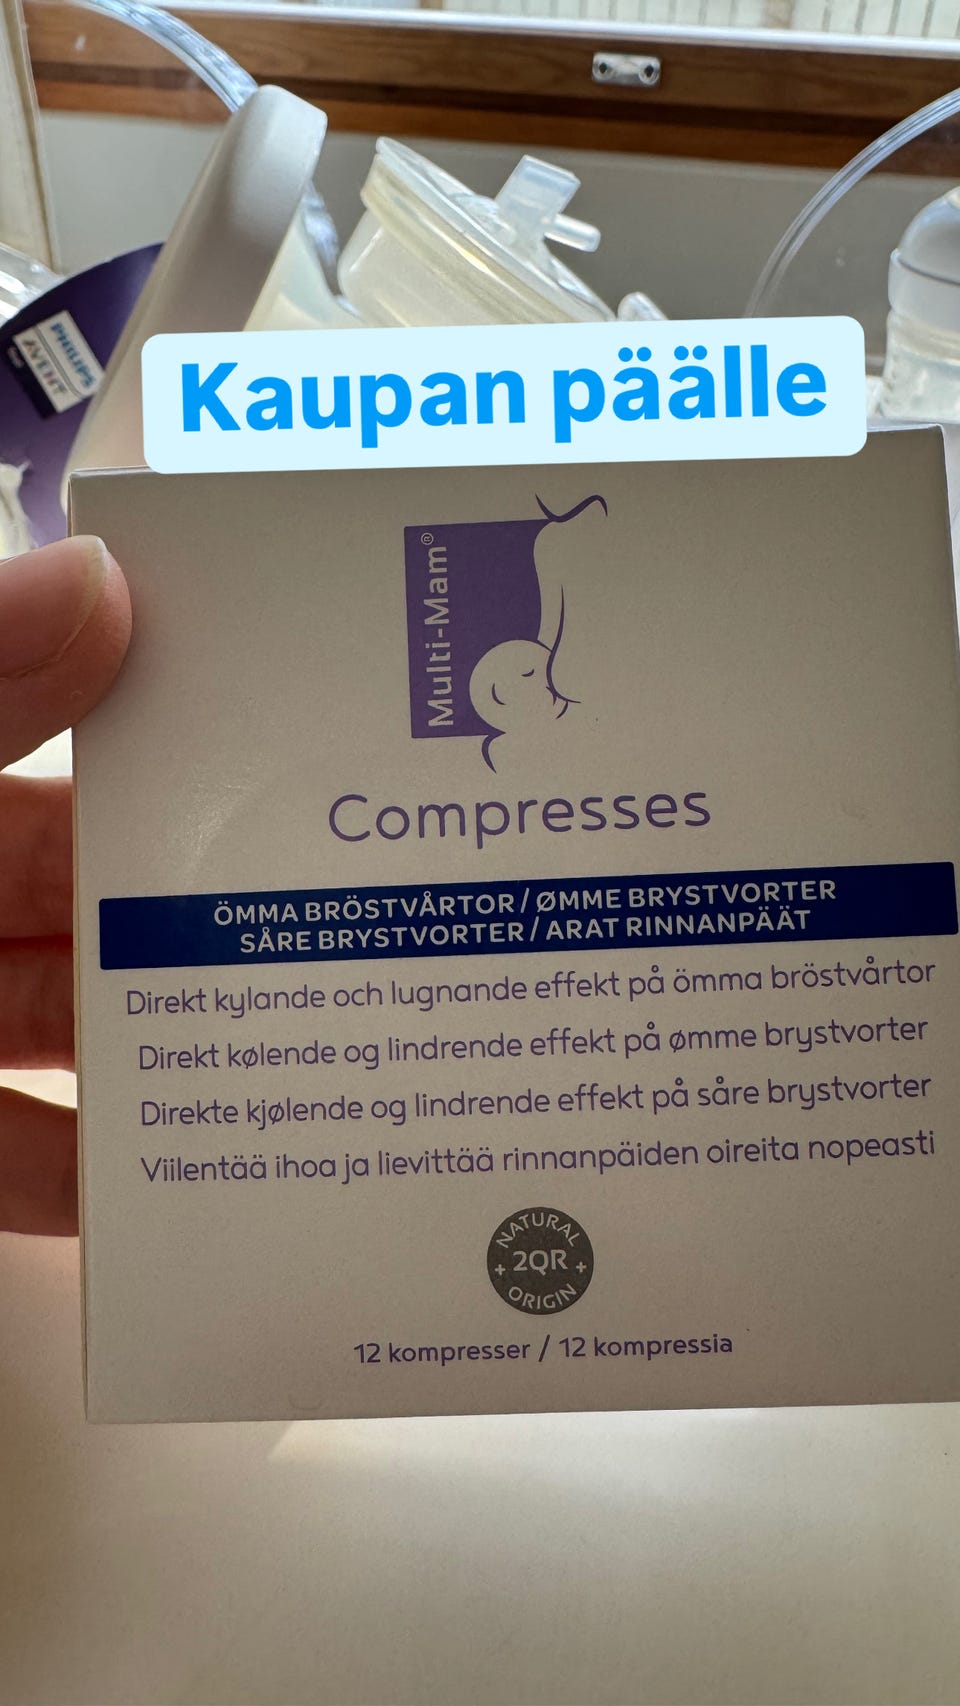 PHILIPS
AVENT
Kaupan päälle
Multi-Mam®
Compresses
ÖMMA BRÖSTVÅRTOR / ØMME BRYSTVORTER
SÅRE BRYSTVORTER / ARAT RINNANPÄÄT
Direkt kylande och lugnande effekt på ömma bröstvårtor
Direkt kølende og lindrende effekt på ømme brystvorter
Direkte kjølende og lindrende effekt på såre brystvorter
Viilentää ihoa ja lievittää rinnanpäiden oireita nopeasti
NATURAL
+ 2QR +
ORIGIN
12 kompresser / 12 kompressia